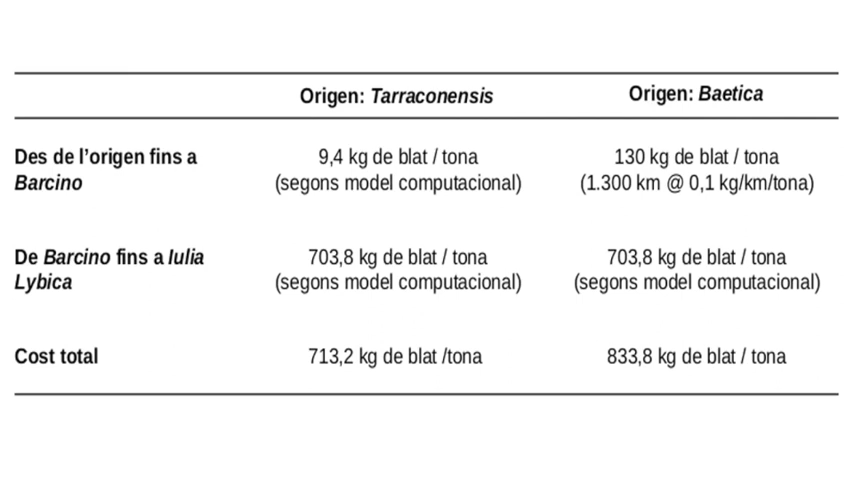 Origen: Tarraconensis
Origen: Baetica
Des de l’origen fins a
Barcino
9,4 kg de blat / tona
(segons model computacional)
130 kg de blat / tona
(1.300 km @ 0,1 kg/km/tona)
De Barcino fins a Iulia
Lybica
703,8 kg de blat / tona
(segons model computacional)
703,8 kg de blat / tona
(segons model computacional)
Cost total
713,2 kg de blat /tona
833,8 kg de blat / tona